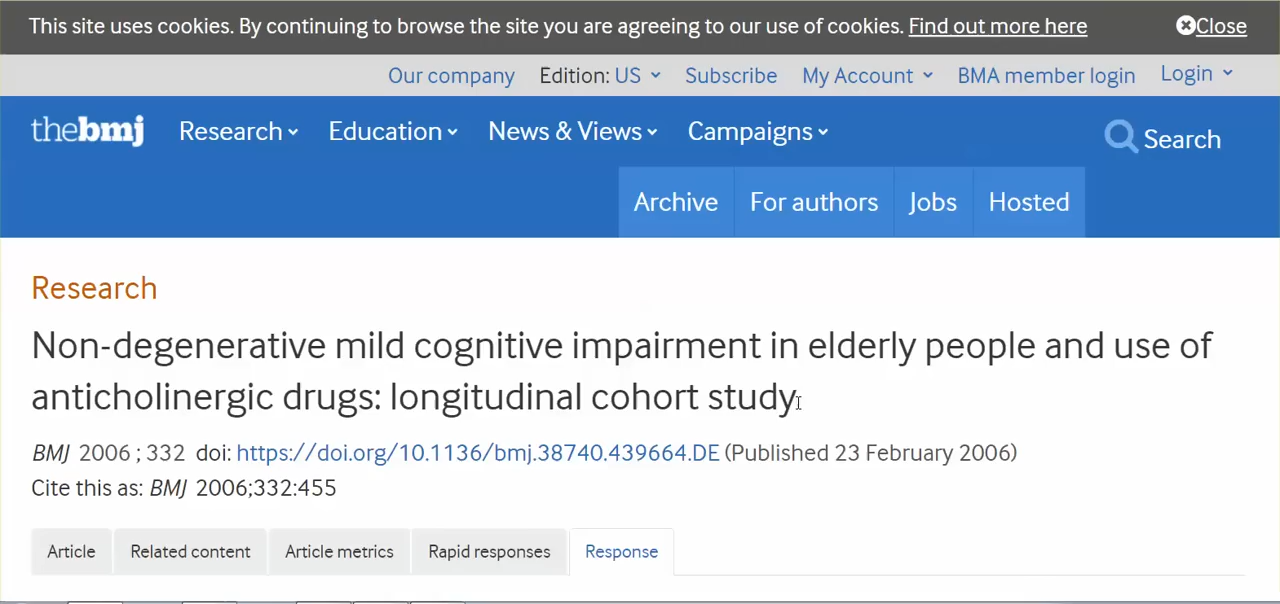 This site uses cookies. By continuing to browse the site you are agreeing to our use of cookies. Find out more here Close
Our company Edition: US Subscribe My Account BMA member login Login
thebmj Research Education News & Views Campaigns Search
Archive For authors Jobs Hosted
Research
Non-degenerative mild cognitive impairment in elderly people and use of
anticholinergic drugs: longitudinal cohort study
BMJ 2006 ; 332 doi: https://doi.org/10.1136/bmj.38740.439664.DE (Published 23 February 2006)
Cite this as: BMJ 2006;332:455
Article Related content Article metrics Rapid responses Response